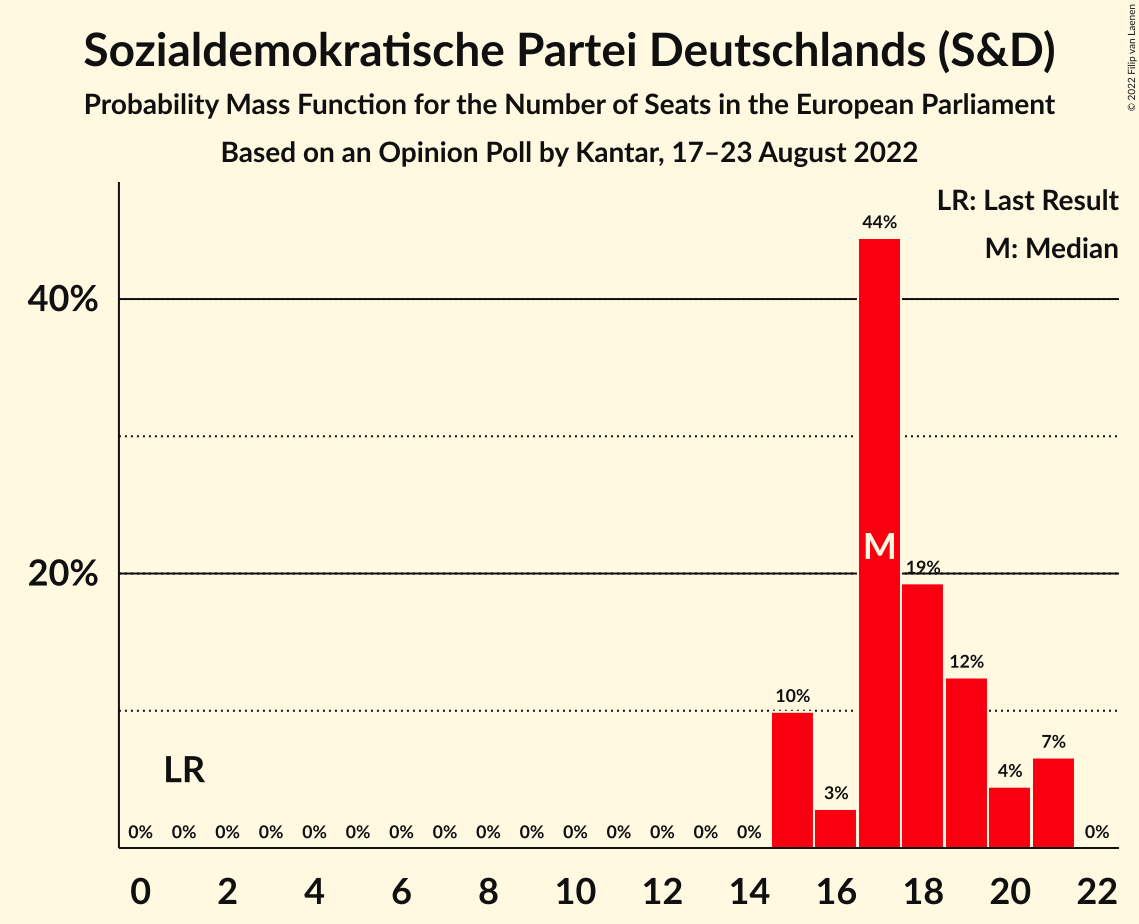 Sozialdemokratische Partei Deutschlands (S&D)
Probability Mass Function for the Number of Seats in the European Parliament
Based on an Opinion Poll by Kantar, 17–23 August 2022
© 2022 Filip van Laenen
LR: Last Result
M: Median
44%
40%
M
20%
19%
12%
10%
7%
LR
4%
3%
0% 0% 0% 0% 0% 0% 0% 0% 0% 0% 0% 0% 0% 0% 0% 0%
0 2 4 6 8 10 12 14 16 18 20 22